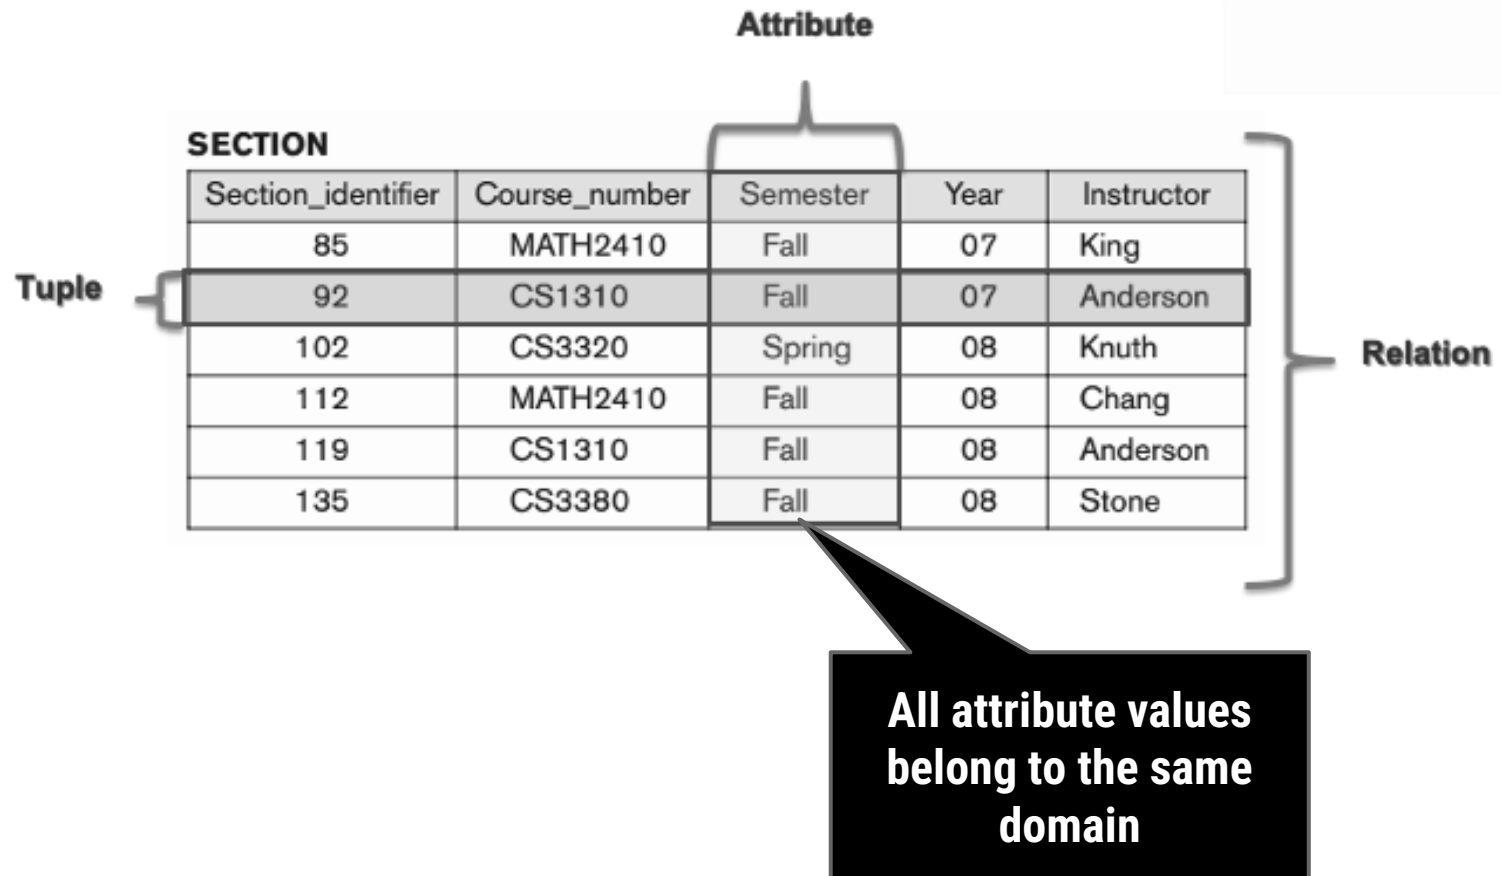 Attribute
SECTION
Section_identifier Course_number Semester Year Instructor
85 MATH2410 Fall 07 King
Tuple
92 CS1310 Fall 07 Anderson
102 CS3320 Spring 08 Knuth
Relation
112 MATH2410 Fall 08 Chang
119 CS1310 Fall 08 Anderson
135 CS3380 Fall 08 Stone
All attribute values
belong to the same
domain